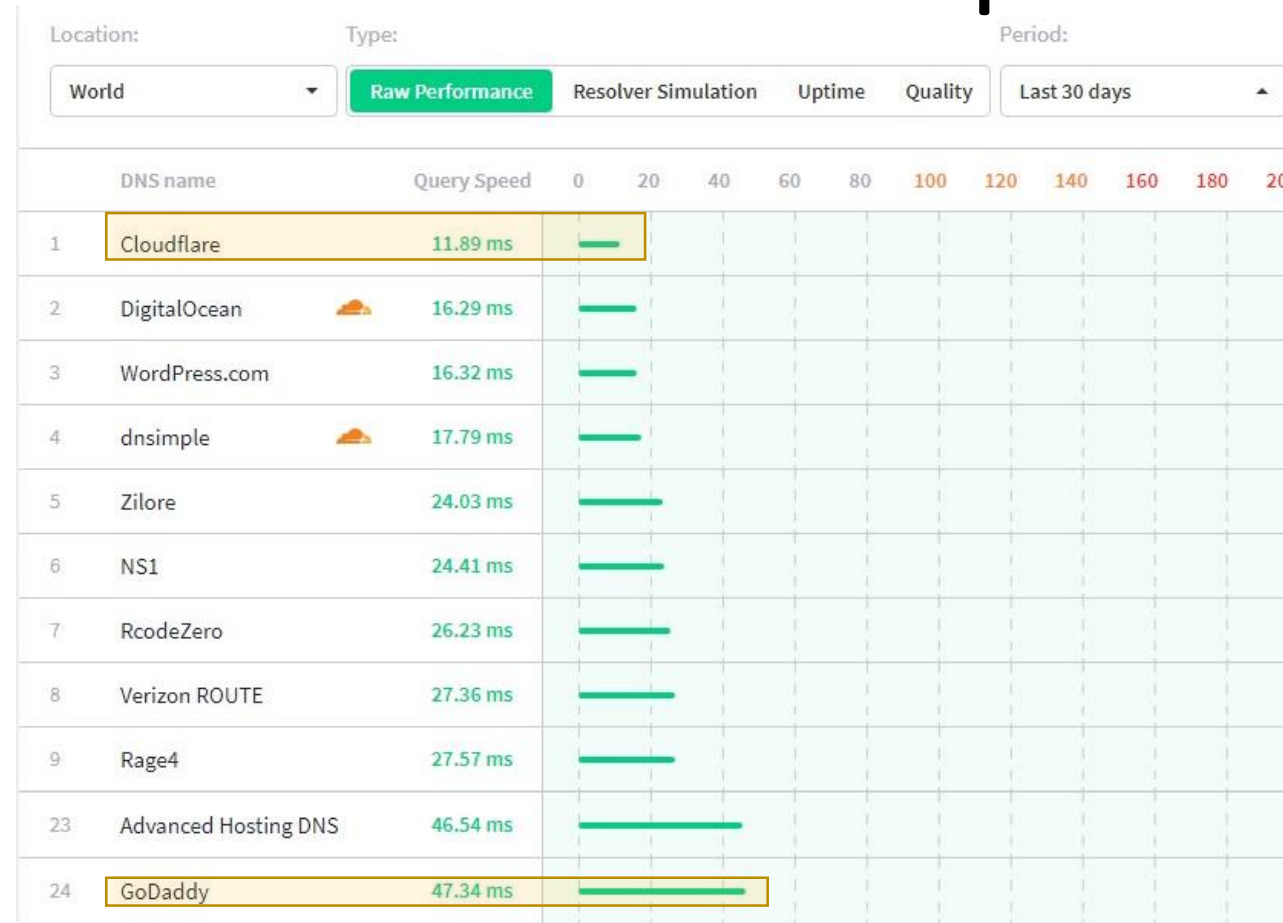 Location: Type: Period:
World Raw Performance Resolver Simulation Uptime Quality Last 30 days
DNS name Query Speed 0 20 40 60 80 100 120 140 160 180
1 Cloudflare 11.89 ms
2 DigitalOcean 16.29 ms
3 WordPress.com 16.32 ms
4 dnsimple 17.79 ms
5 Zilore 24.03 ms
6 NS1 24.41 ms
7 RcodeZero 26.23 ms
8 Verizon ROUTE 27.36 ms
9 Rage4 27.57 ms
23 Advanced Hosting DNS 46.54 ms
24 GoDaddy 47.34 ms